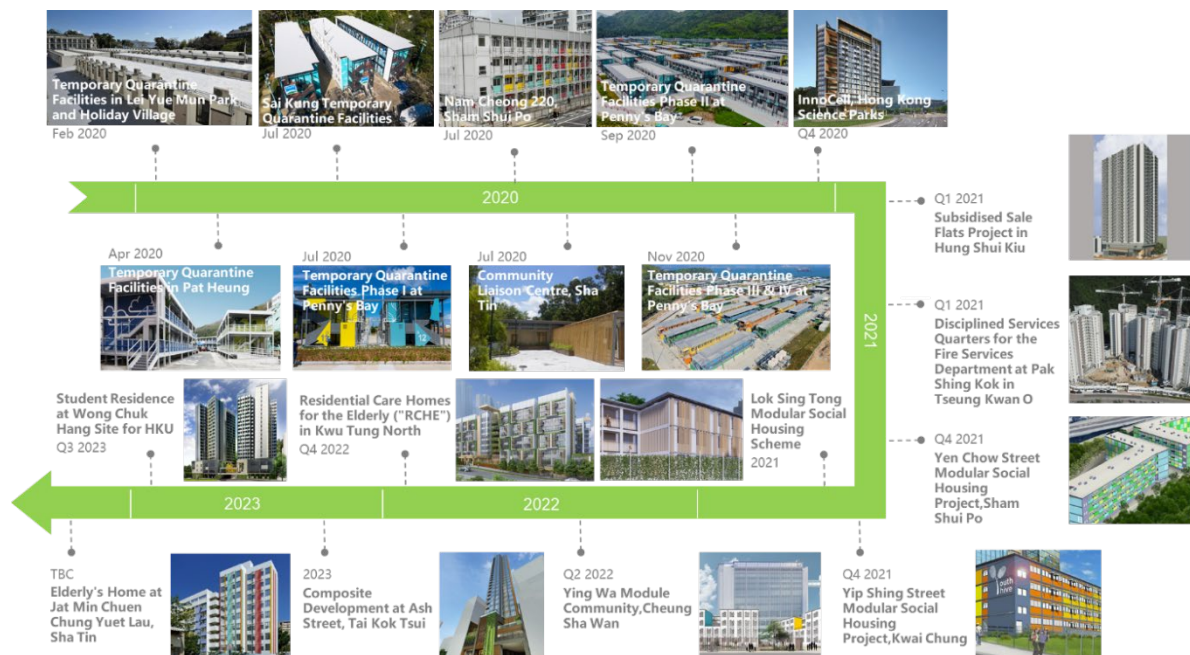 Temporary Quarantine
Facilities in Lei Yue Mun Park
and Holiday Village
Feb 2020
Sai Kung Temporary
Quarantine Facilities
Jul 2020
Nam Cheong 220,
Sham Shui Po
Jul 2020
Temporary Quarantine
Facilities Phase II at
Penny's Bay
Sep 2020
InnoCell, Hong Kong
Science Parks
Q4 2020
2020
Q1 2021
Subsidised Sale
Flats Project in
Hung Shui Kiu
Apr 2020
Temporary Quarantine
Facilities in Pat Heung
Jul 2020
Temporary Quarantine
Facilities Phase I at
Penny's Bay
12
Jul 2020
Community
Liaison Centre, Sha
Tin
Nov 2020
Temporary Quarantine
Facilities Phase III & IV at
Penny's Bay
2021
Q1 2021
Disciplined Services
Quarters for the
Fire Services
Department at Pak
Shing Kok in
Tseung Kwan O
Student Residence
at Wong Chuk
Hang Site for HKU
Q3 2023
Residential Care Homes
for the Elderly ("RCHE")
in Kwu Tung North
Q4 2022
Lok Sing Tong
Modular Social
Housing
Scheme
2021
Q4 2021
Yen Chow Street
Modular Social
Housing
Project,Sham
Shui Po
2023
2022
TBC
Elderly's Home at
Jat Min Chuen
Chung Yuet Lau,
Sha Tin
2023
Composite
Development at Ash
Street, Tai Kok Tsui
Q2 2022
Ying Wa Module
Community,Cheung
Sha Wan
Q4 2021
Yip Shing Street
Modular Social
Housing
Project,Kwai Chung